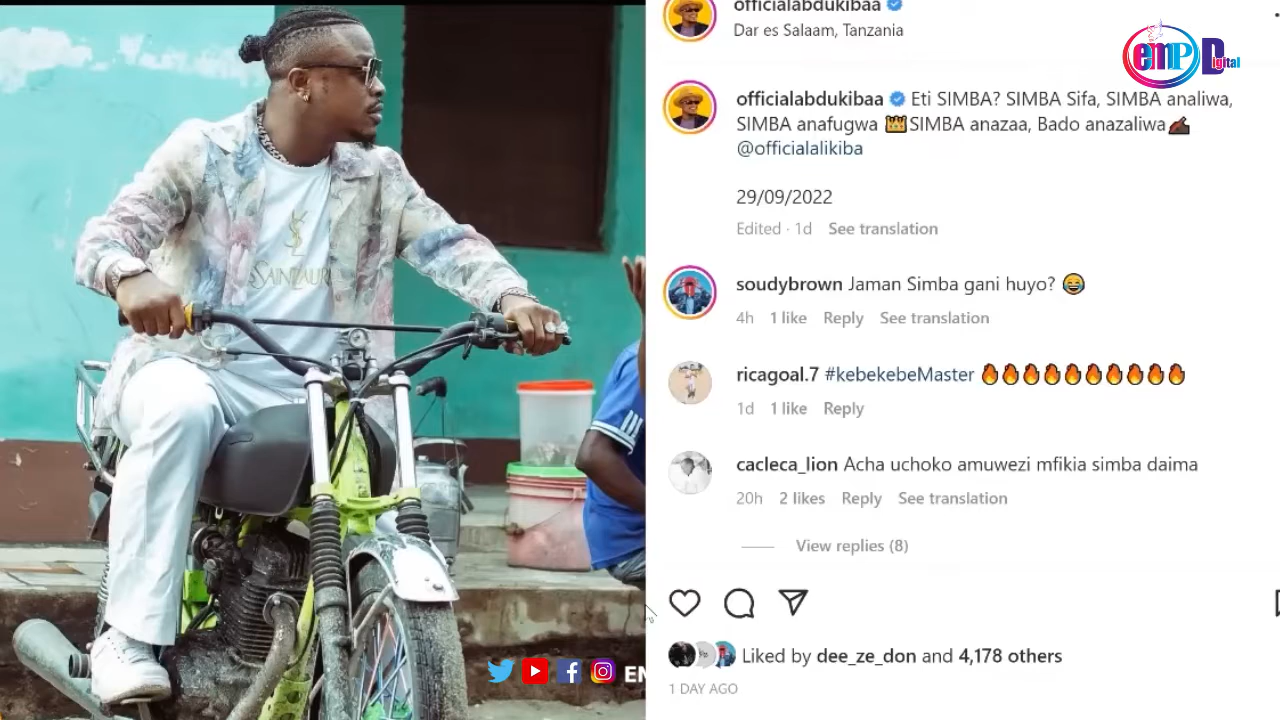 officialabdukibaa
Dar es Salaam, Tanzania
emp Digital
officialabdukibaa Eti SIMBA? SIMBA Sifa, SIMBA analiwa,
SIMBA anafugwa 👑SIMBA anazaa, Bado anazaliwa✍🏿
@officialalikiba
29/09/2022
Edited · 1d See translation
soudybrown Jaman Simba gani huyo? 😂
4h 1 like Reply See translation
ricagoal.7 #kebekebeMaster 🔥🔥🔥🔥🔥🔥🔥🔥🔥🔥
1d 1 like Reply
cacleca_lion Acha uchoko amuwezi mfikia simba daima
20h 2 likes Reply See translation
View replies (8)
Liked by dee_ze_don and 4,178 others
1 DAY AGO
EM